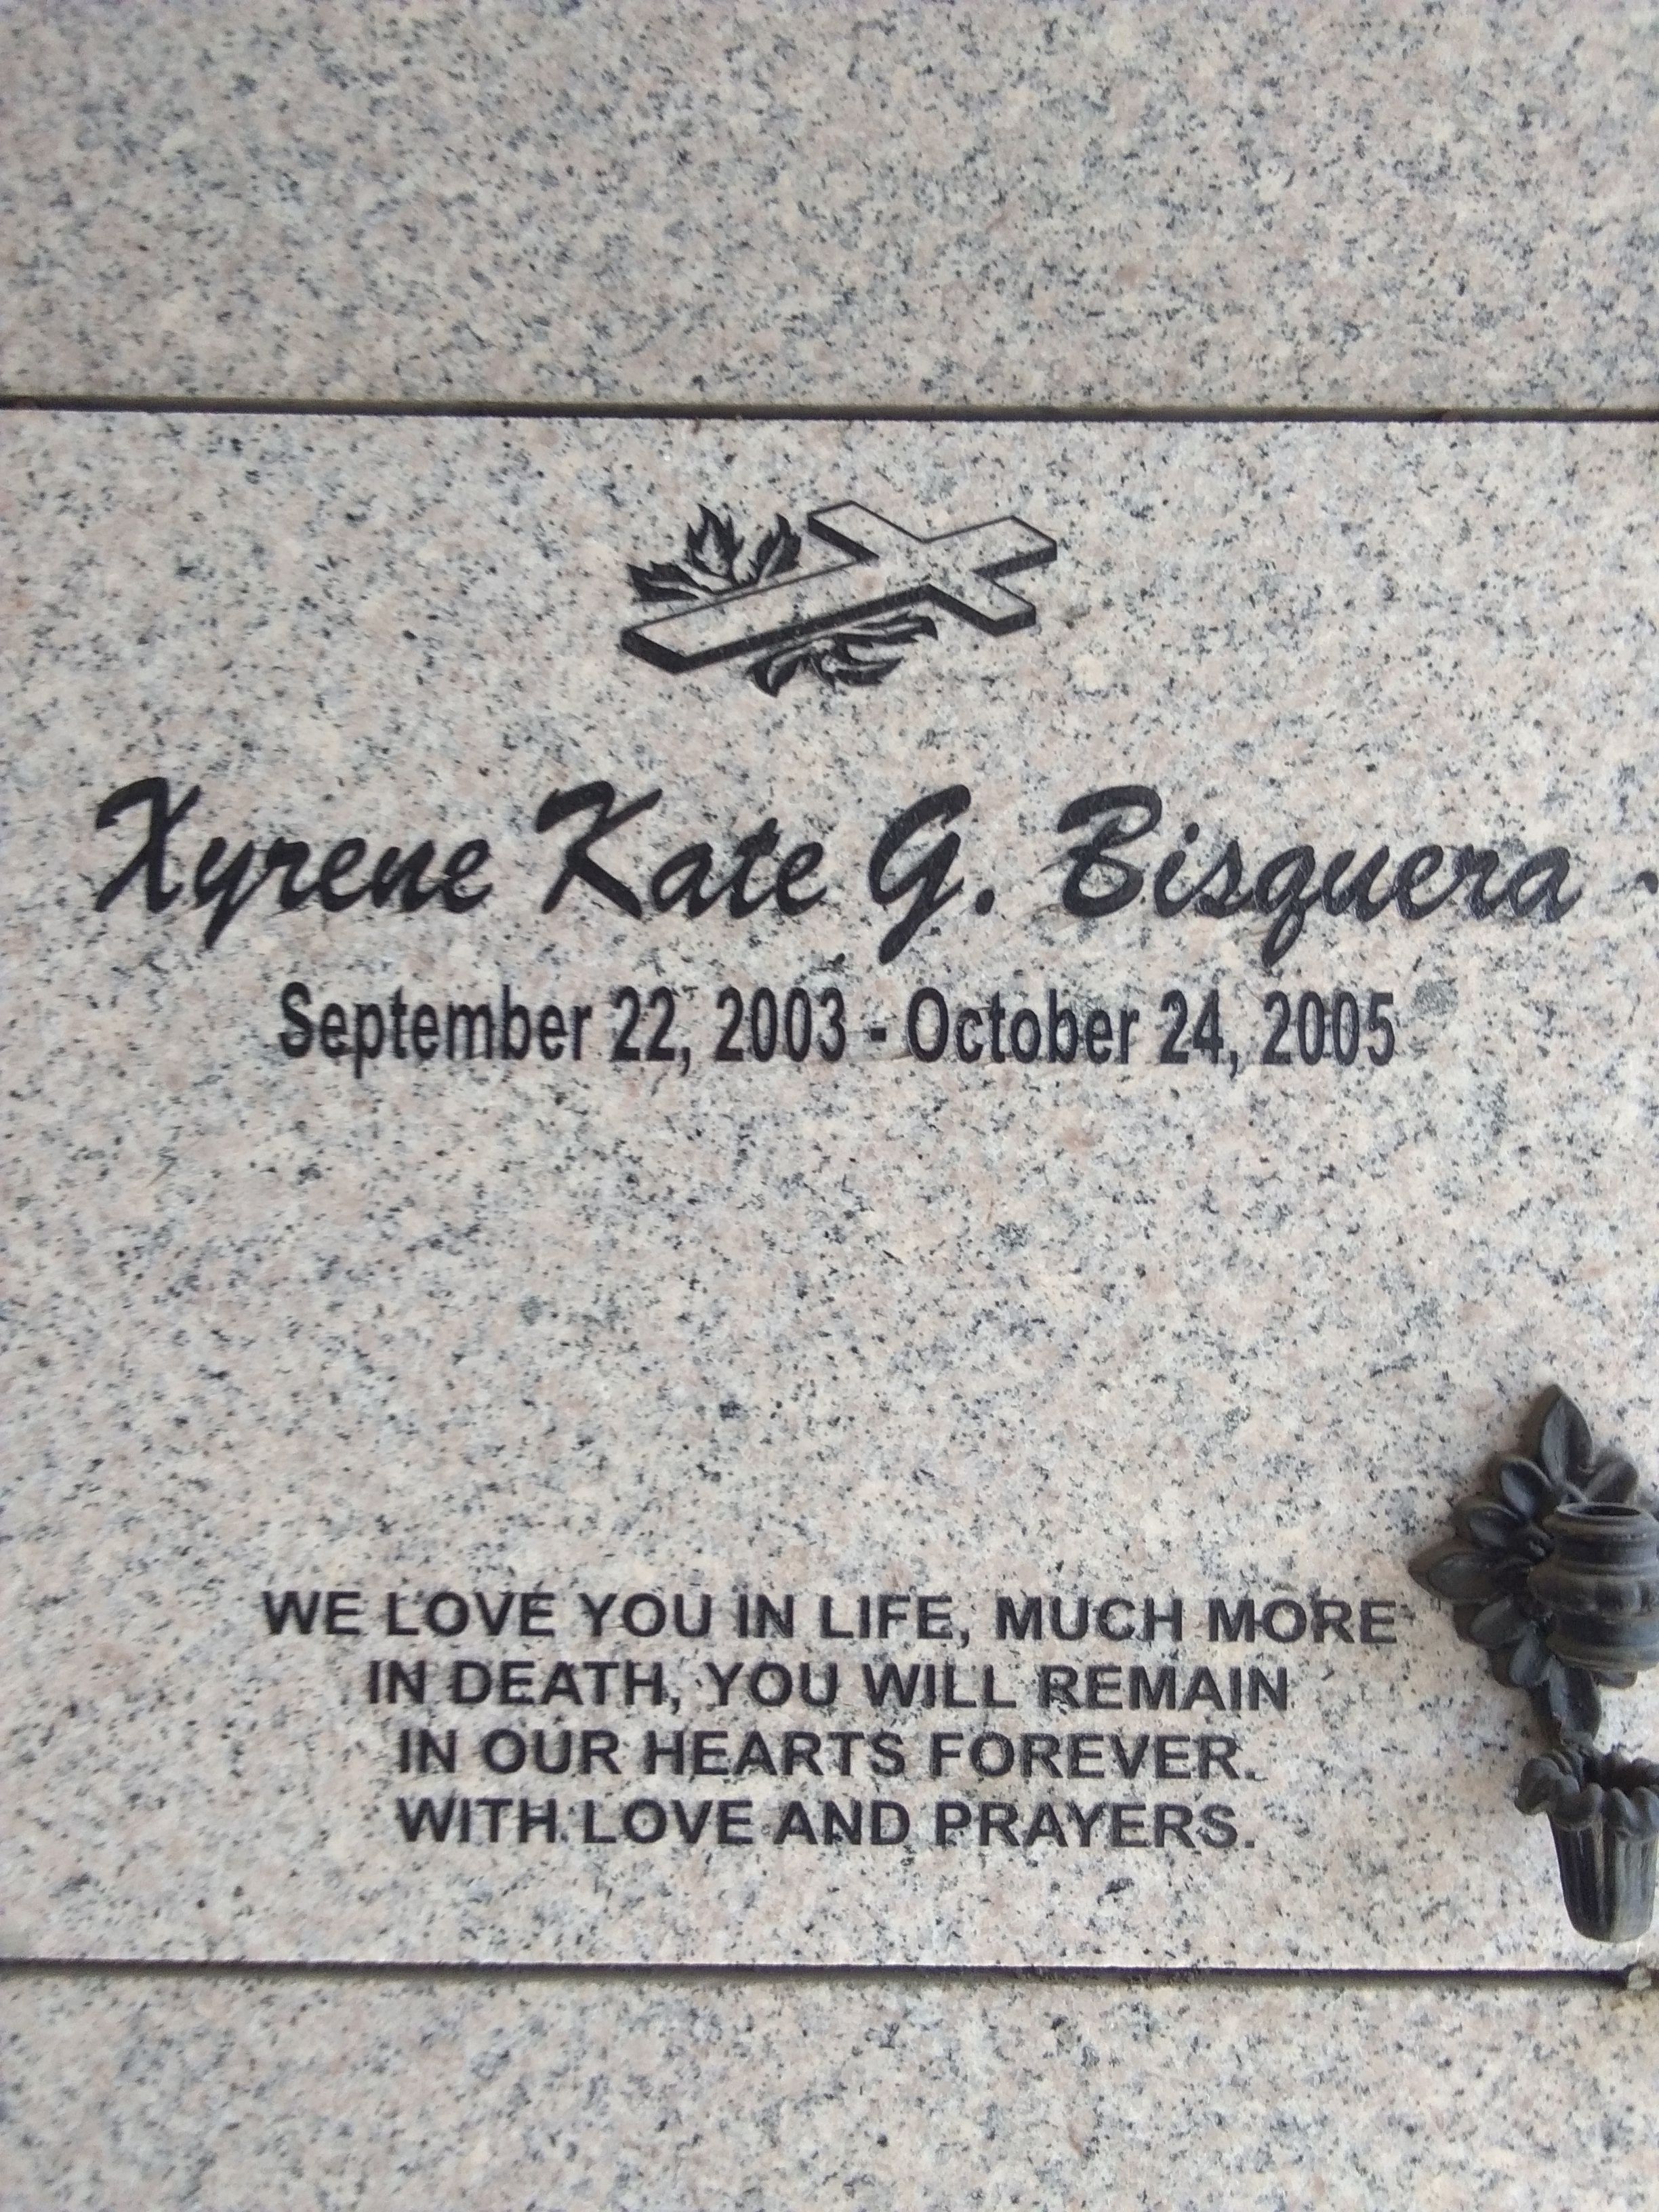 Xyrene Kate G. Bisquera
September 22, 2003 - October 24, 2005
WE LOVE YOU IN LIFE, MUCH MORE
IN DEATH, YOU WILL REMAIN
IN OUR HEARTS FOREVER.
WITH LOVE AND PRAYERS.